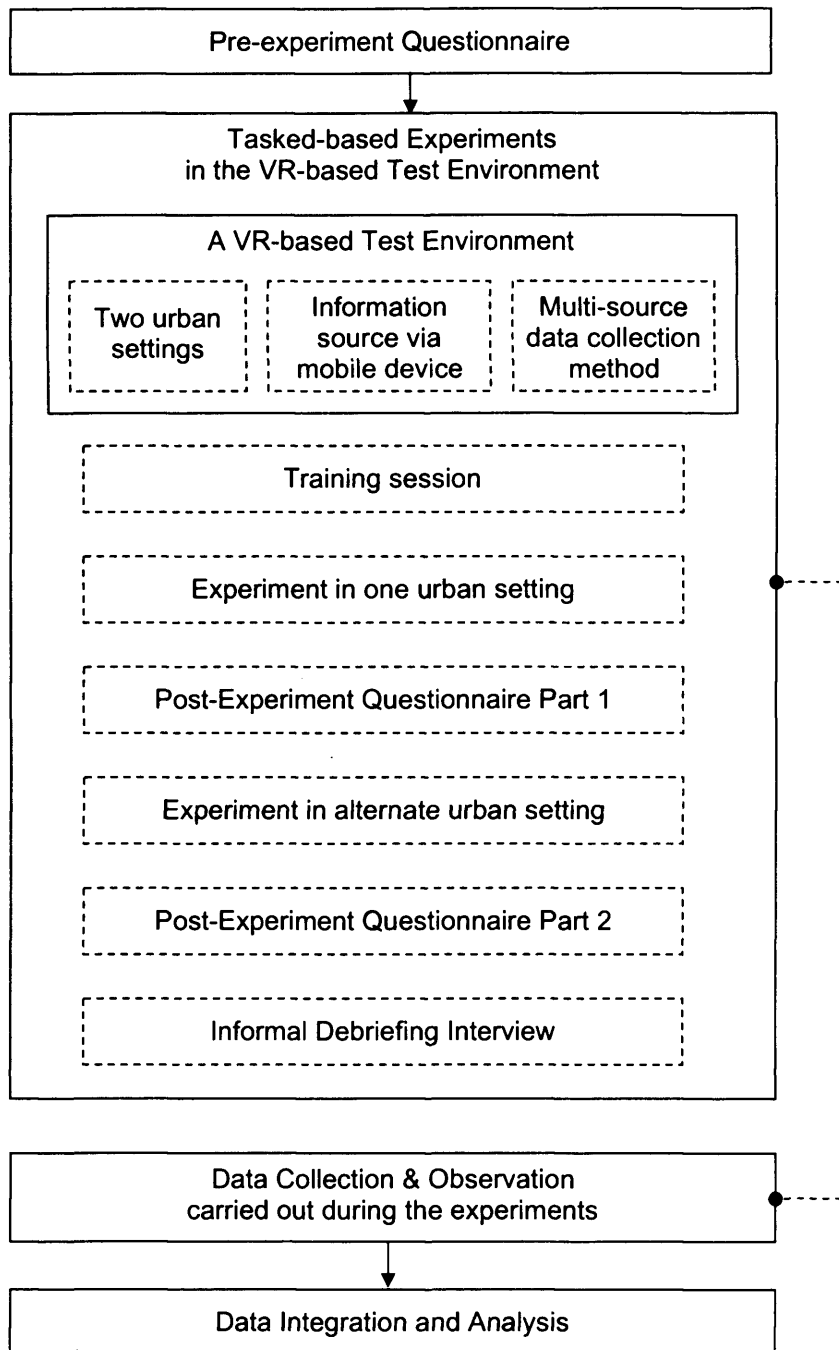 Pre-experiment Questionnaire
Tasked-based Experiments
in the VR-based Test Environment
A VR-based Test Environment
Two urban
settings
Information
source via
mobile device
Multi-source
data collection
method
Training session
Experiment in one urban setting
Post-Experiment Questionnaire Part 1
Experiment in alternate urban setting
Post-Experiment Questionnaire Part 2
Informal Debriefing Interview
Data Collection & Observation
carried out during the experiments
Data Integration and Analysis